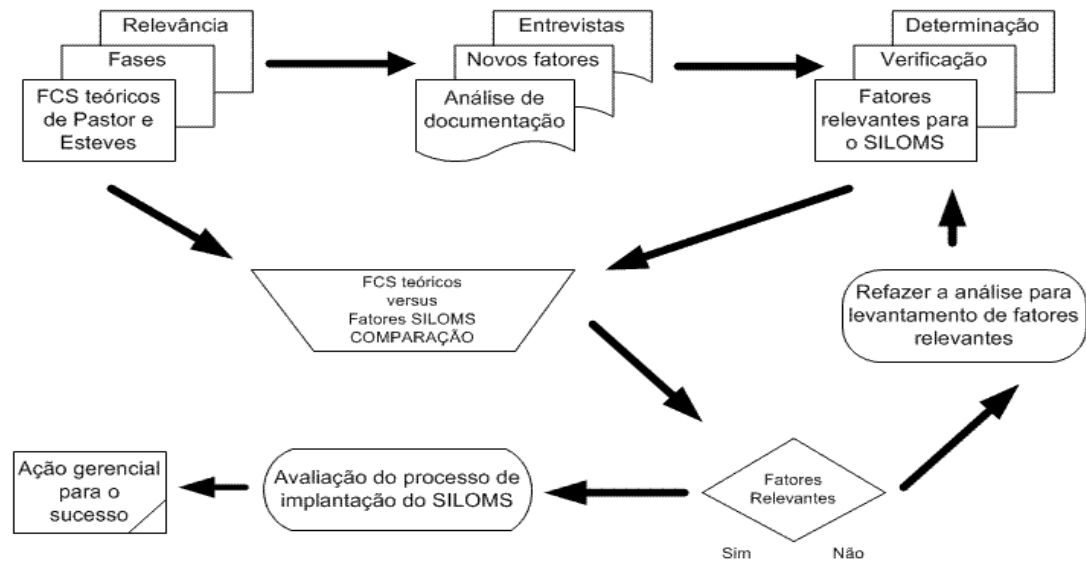 Relevância
Fases
FCS teóricos
de Pastor e
Esteves
Entrevistas
Novos fatores
Análise de
documentação
Determinação
Verificação
Fatores
relevantes para
o SILOMS
FCS teóricos
versus
Fatores SILOMS
COMPARAÇÃO
Refazer a análise para
levantamento de fatores
relevantes
Ação gerencial
para o
sucesso
Avaliação do processo de
implantação do SILOMS
Fatores
Relevantes
Sim
Não